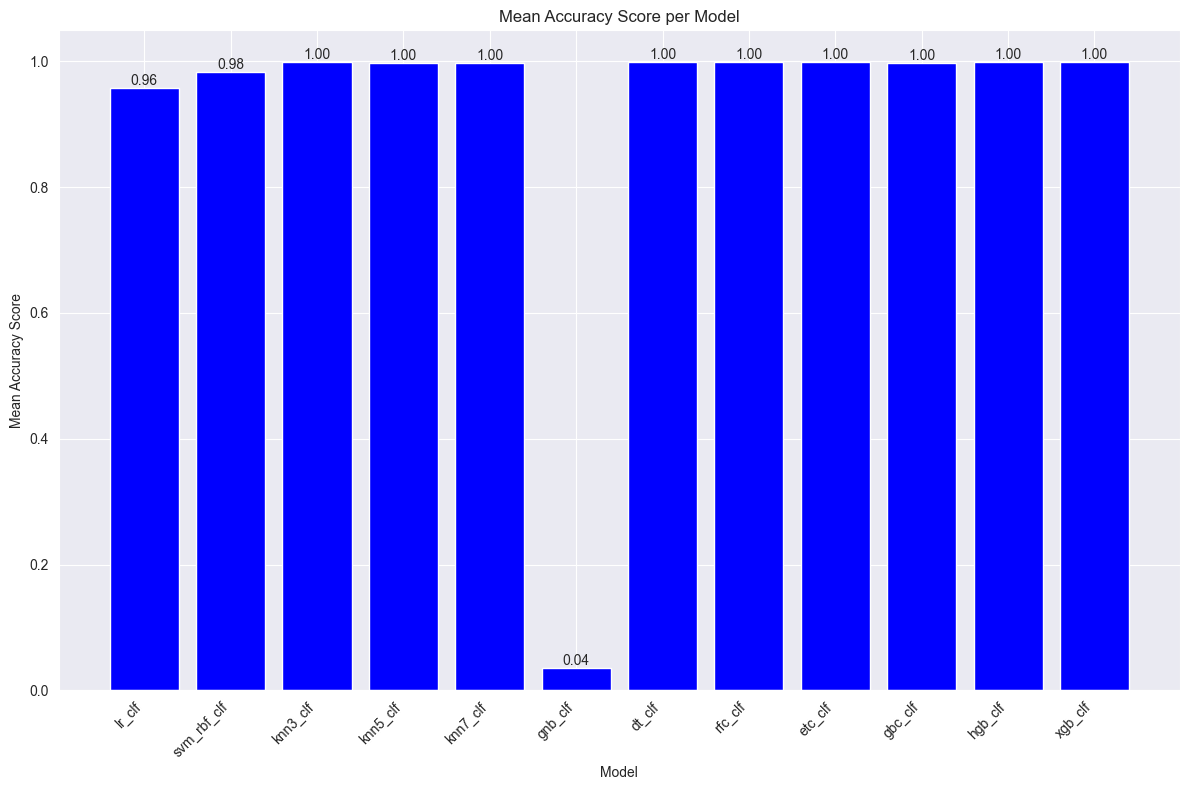 Mean Accuracy Score per Model
Mean Accuracy Score
1.0
0.8
0.6
0.4
0.2
0.0
0.96
0.98
1.00
1.00
1.00
0.04
1.00
1.00
1.00
1.00
1.00
1.00
lr_clf
svm_rbf_clf
knn3_clf
knn5_clf
knn7_clf
gnb_clf
dt_clf
rfc_clf
etc_clf
gbc_clf
hgb_clf
xgb_clf
Model